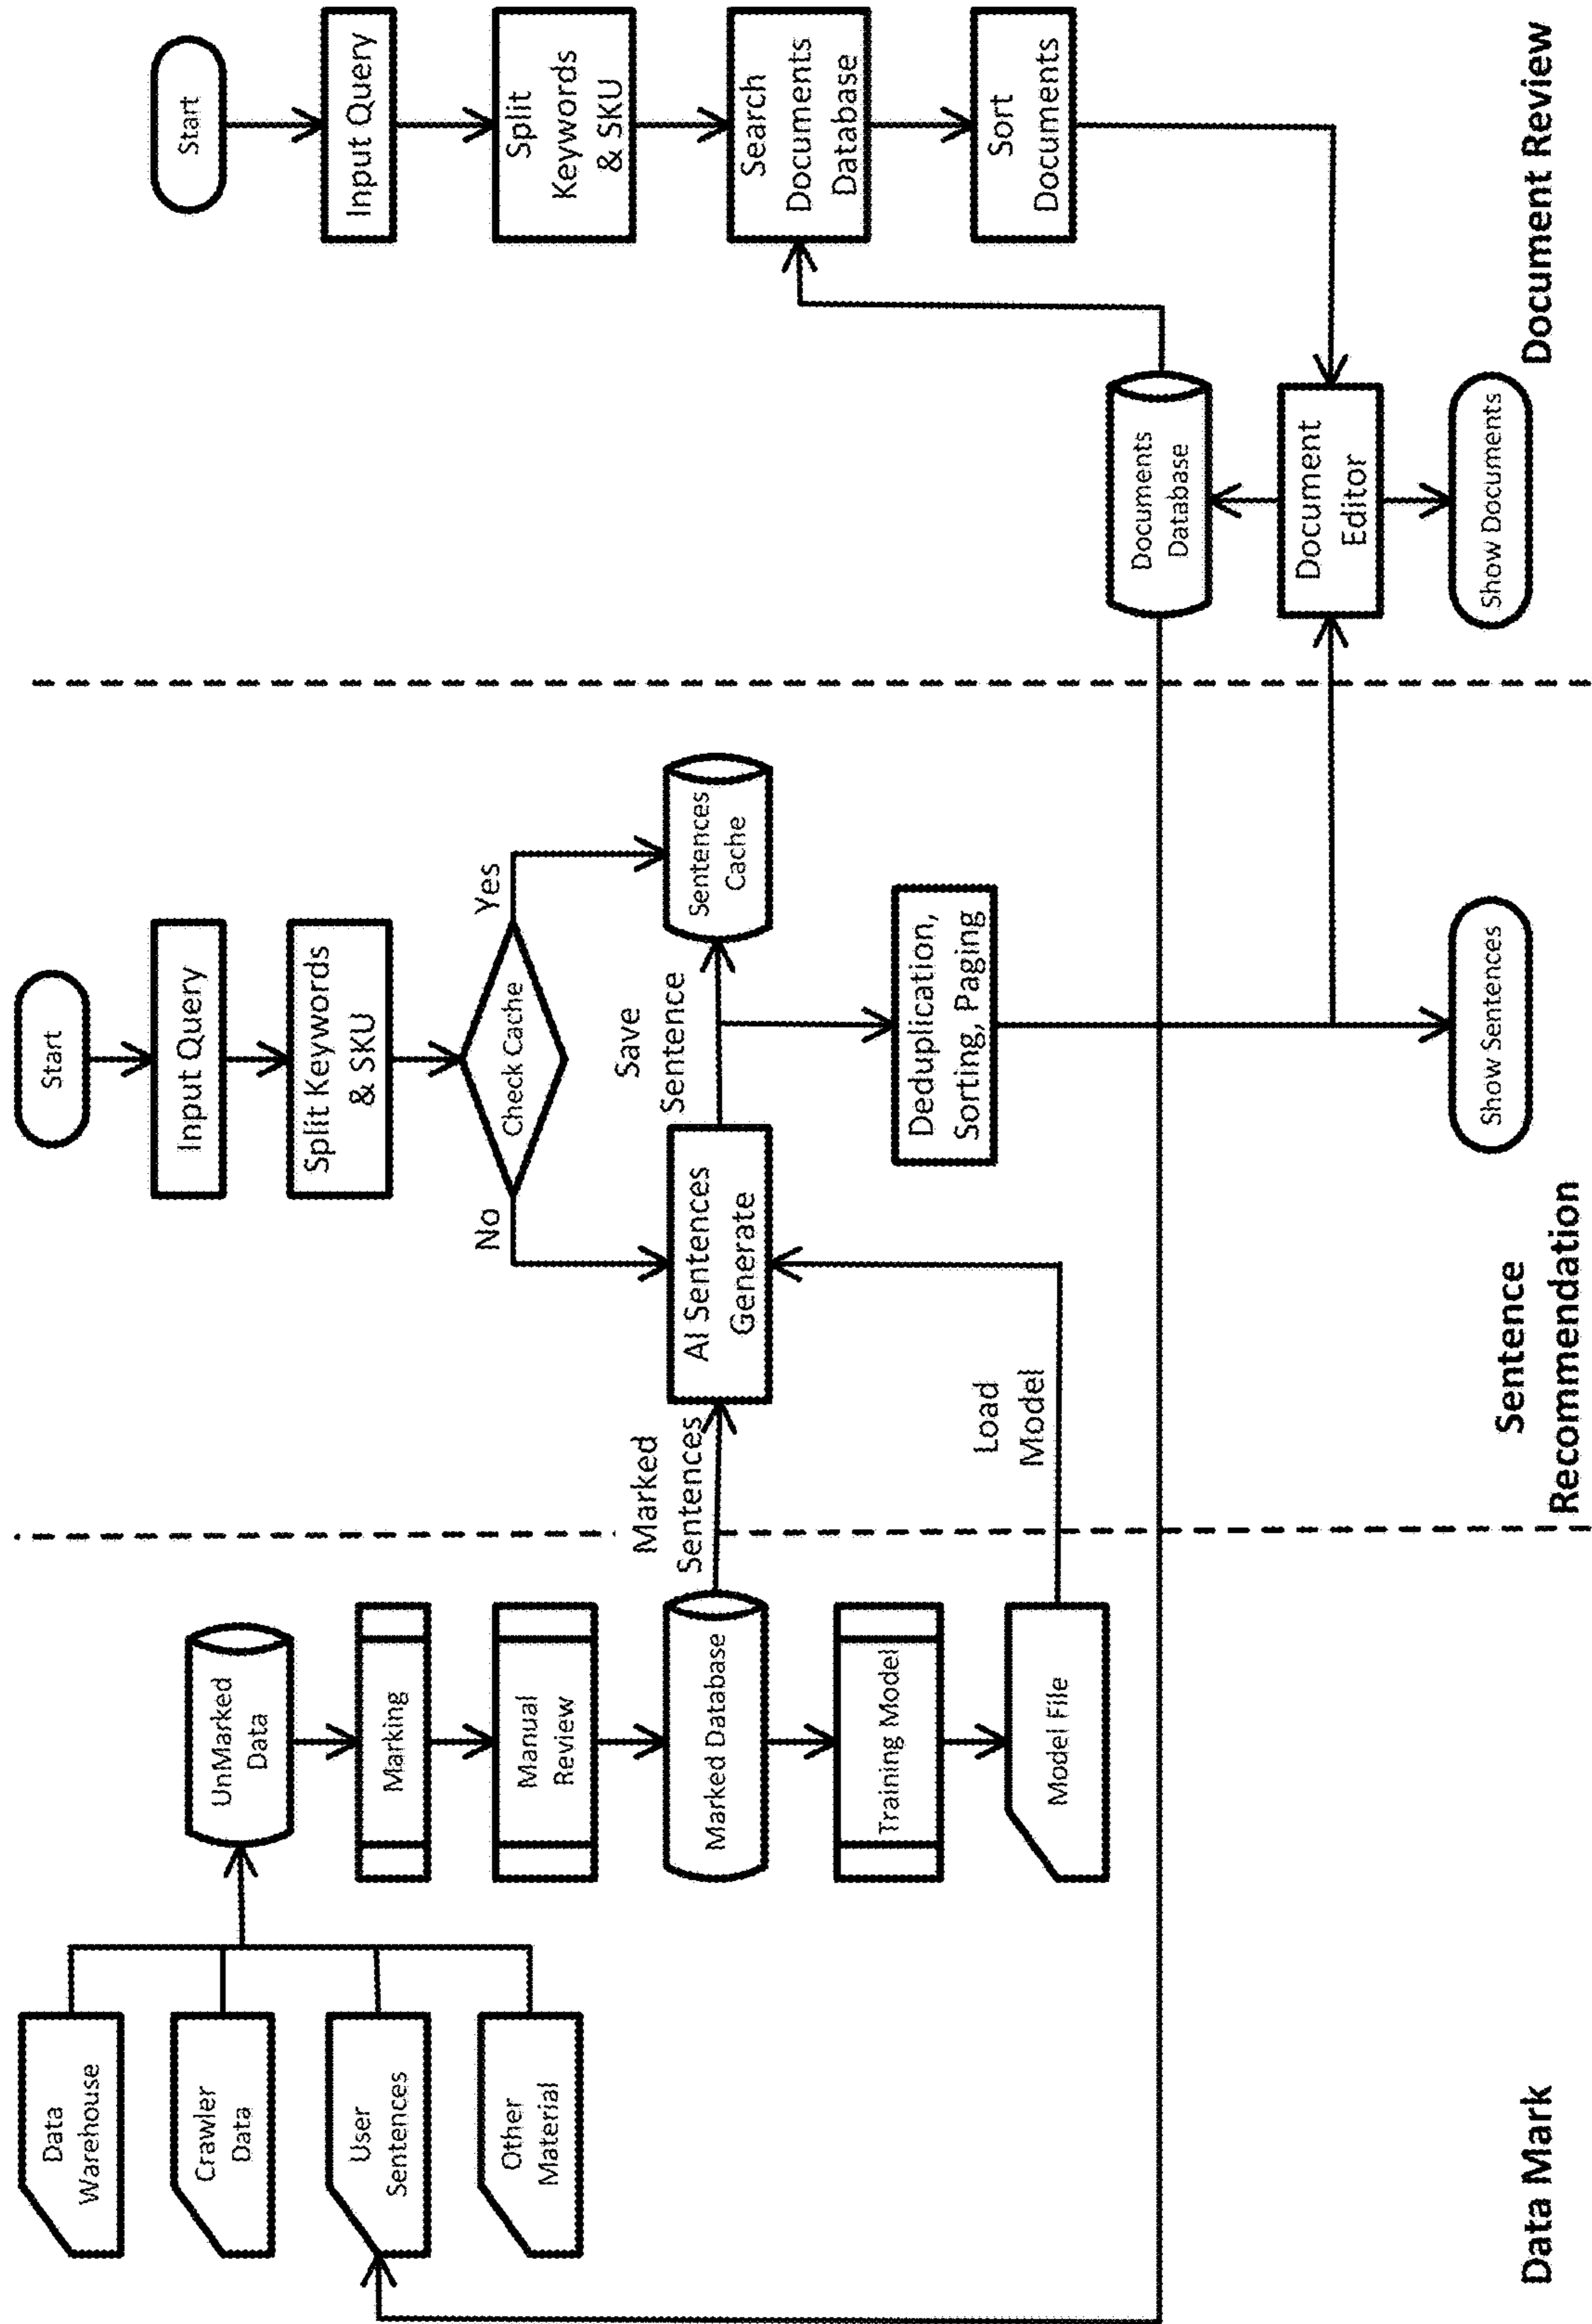 Data
Warehouse
Crawler
Data
User
Sentences
Other
Material
UnMarked
Data
Marking
Manual
Review
Marked Database
Training Model
Model File
Data Mark
Marked
Sentences
Load
Model
Start
Input Query
Split Keywords
& SKU
Check Cache
No
Yes
AI Sentences
Generate
Save
Sentence
Sentences
Cache
Deduplication,
Sorting, Paging
Show Sentences
Sentence
Recommendation
Start
Input Query
Split
Keywords
& SKU
Search
Documents
Database
Sort
Documents
Documents
Database
Document
Editor
Show Documents
Document Review